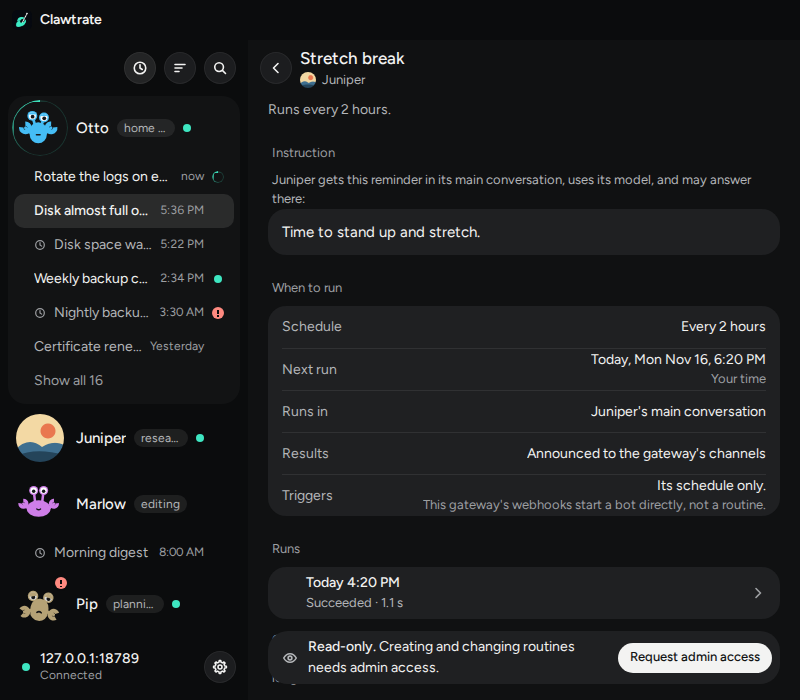 Clawtrate
Otto
home ...
Rotate the logs on e... now
Disk almost full o... 5:36 PM
Disk space wa... 5:22 PM
Weekly backup c... 2:34 PM
Nightly backu... 3:30 AM
Certificate rene... Yesterday
Show all 16
Juniper
resea...
Marlow
editing
Morning digest 8:00 AM
Pip
planni...
127.0.0.1:18789
Connected
Stretch break
Juniper
Runs every 2 hours.
Instruction
Juniper gets this reminder in its main conversation, uses its model, and may answer
there:
Time to stand up and stretch.
When to run
Schedule Every 2 hours
Next run Today, Mon Nov 16, 6:20 PM
Your time
Runs in Juniper's main conversation
Results Announced to the gateway's channels
Triggers Its schedule only.
This gateway's webhooks start a bot directly, not a routine.
Runs
Today 4:20 PM
Succeeded · 1.1 s
Read-only. Creating and changing routines
needs admin access.
Request admin access